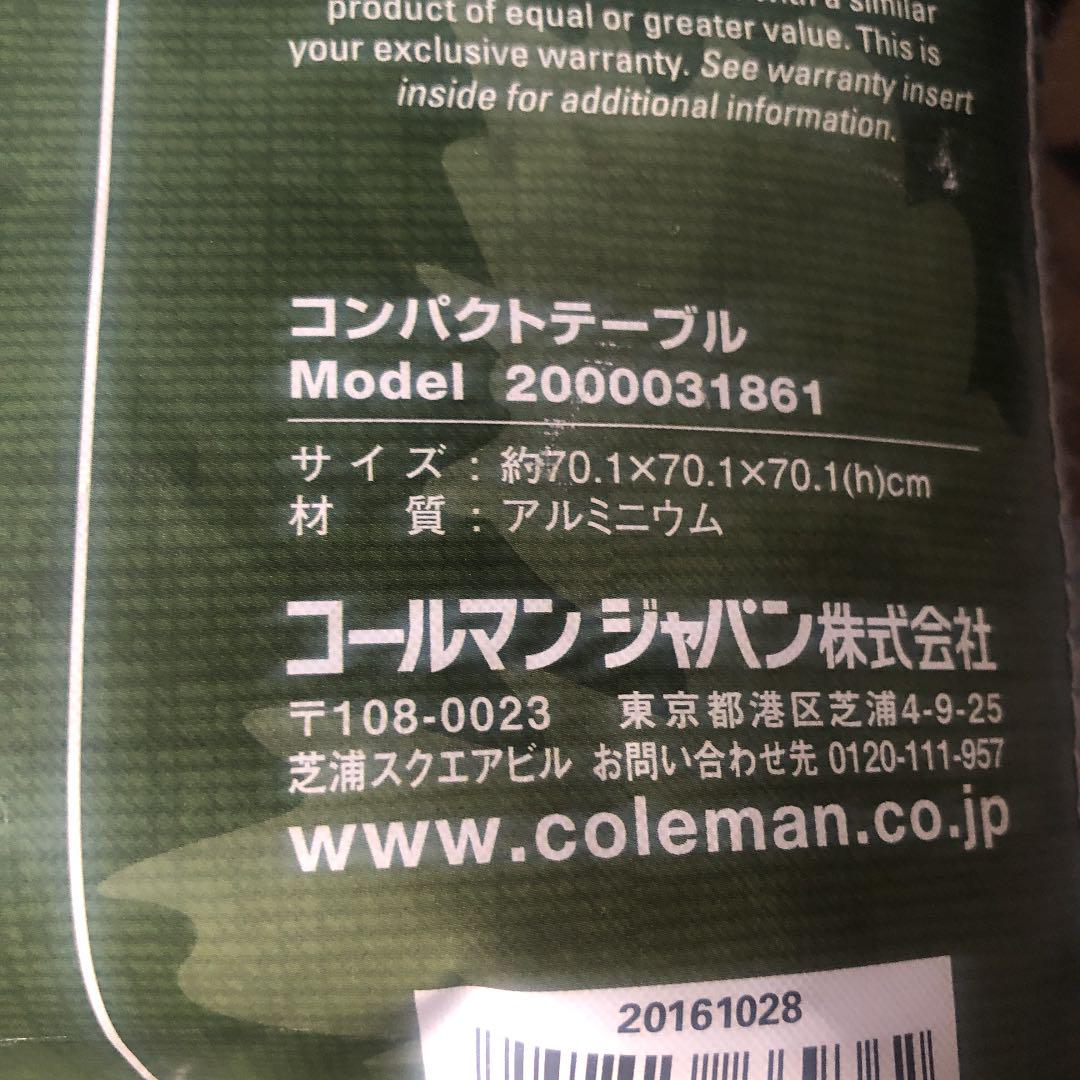 with a similar
product of equal or greater value. This is
your exclusive warranty. See warranty insert
inside for additional information.
コンパクトテーブル
Model 2000031861
サイズ：約70.1×70.1×70.1(h)cm
材　質：アルミニウム
コールマン ジャパン株式会社
〒108-0023 東京都港区芝浦4-9-25
芝浦スクエアビル お問い合わせ先 0120-111-957
www.coleman.co.jp
20161028